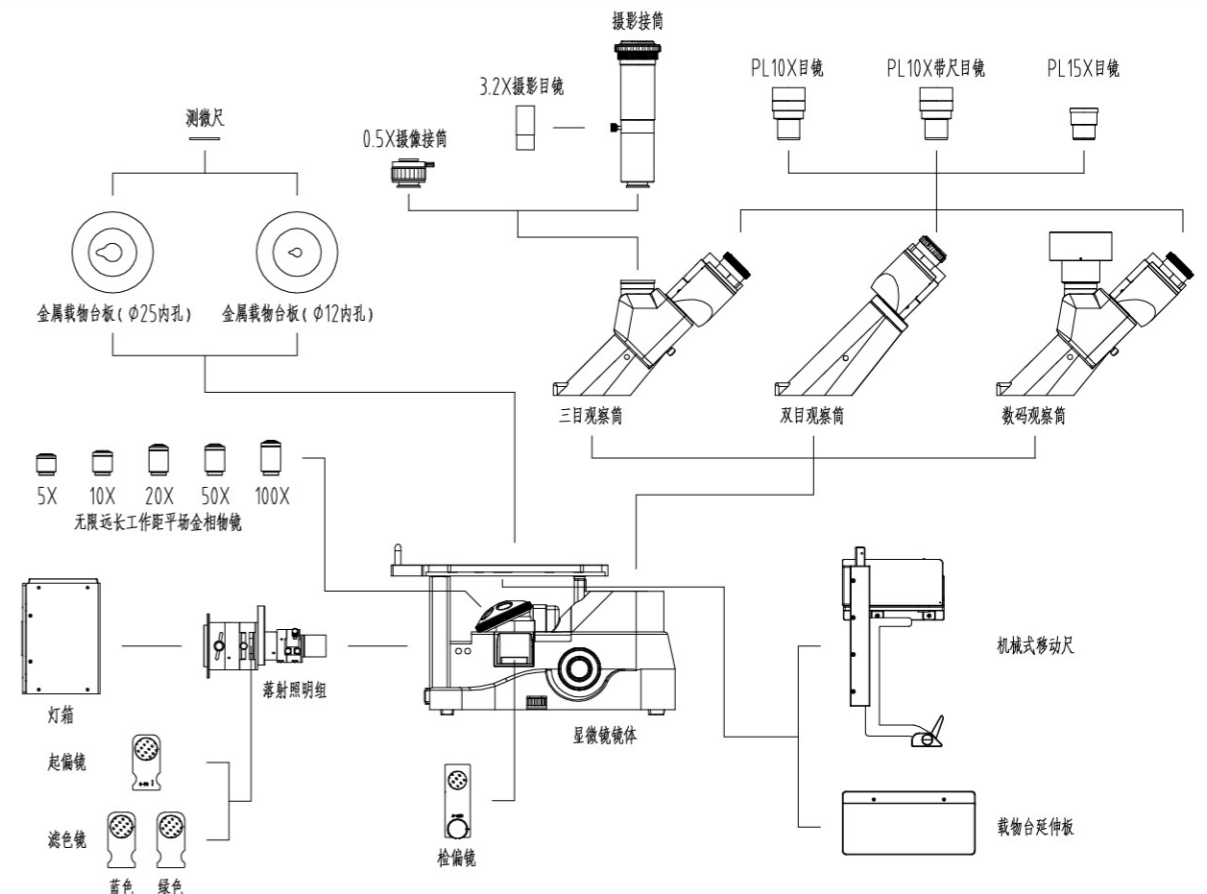 摄影接筒
PL10X目镜
PL10X带尺目镜
PL15X目镜
3.2X摄影目镜
测微尺
0.5X摄像接筒
金属载物台板(Φ25内孔)
金属载物台板(Φ12内孔)
三目观察筒
双目观察筒
数码观察筒
5X
10X
20X
50X
100X
无限远长工作距平场金相物镜
机械式移动尺
落射照明组
灯箱
显微镜镜体
起偏镜
载物台延伸板
滤色镜
检偏镜
蓝色
绿色